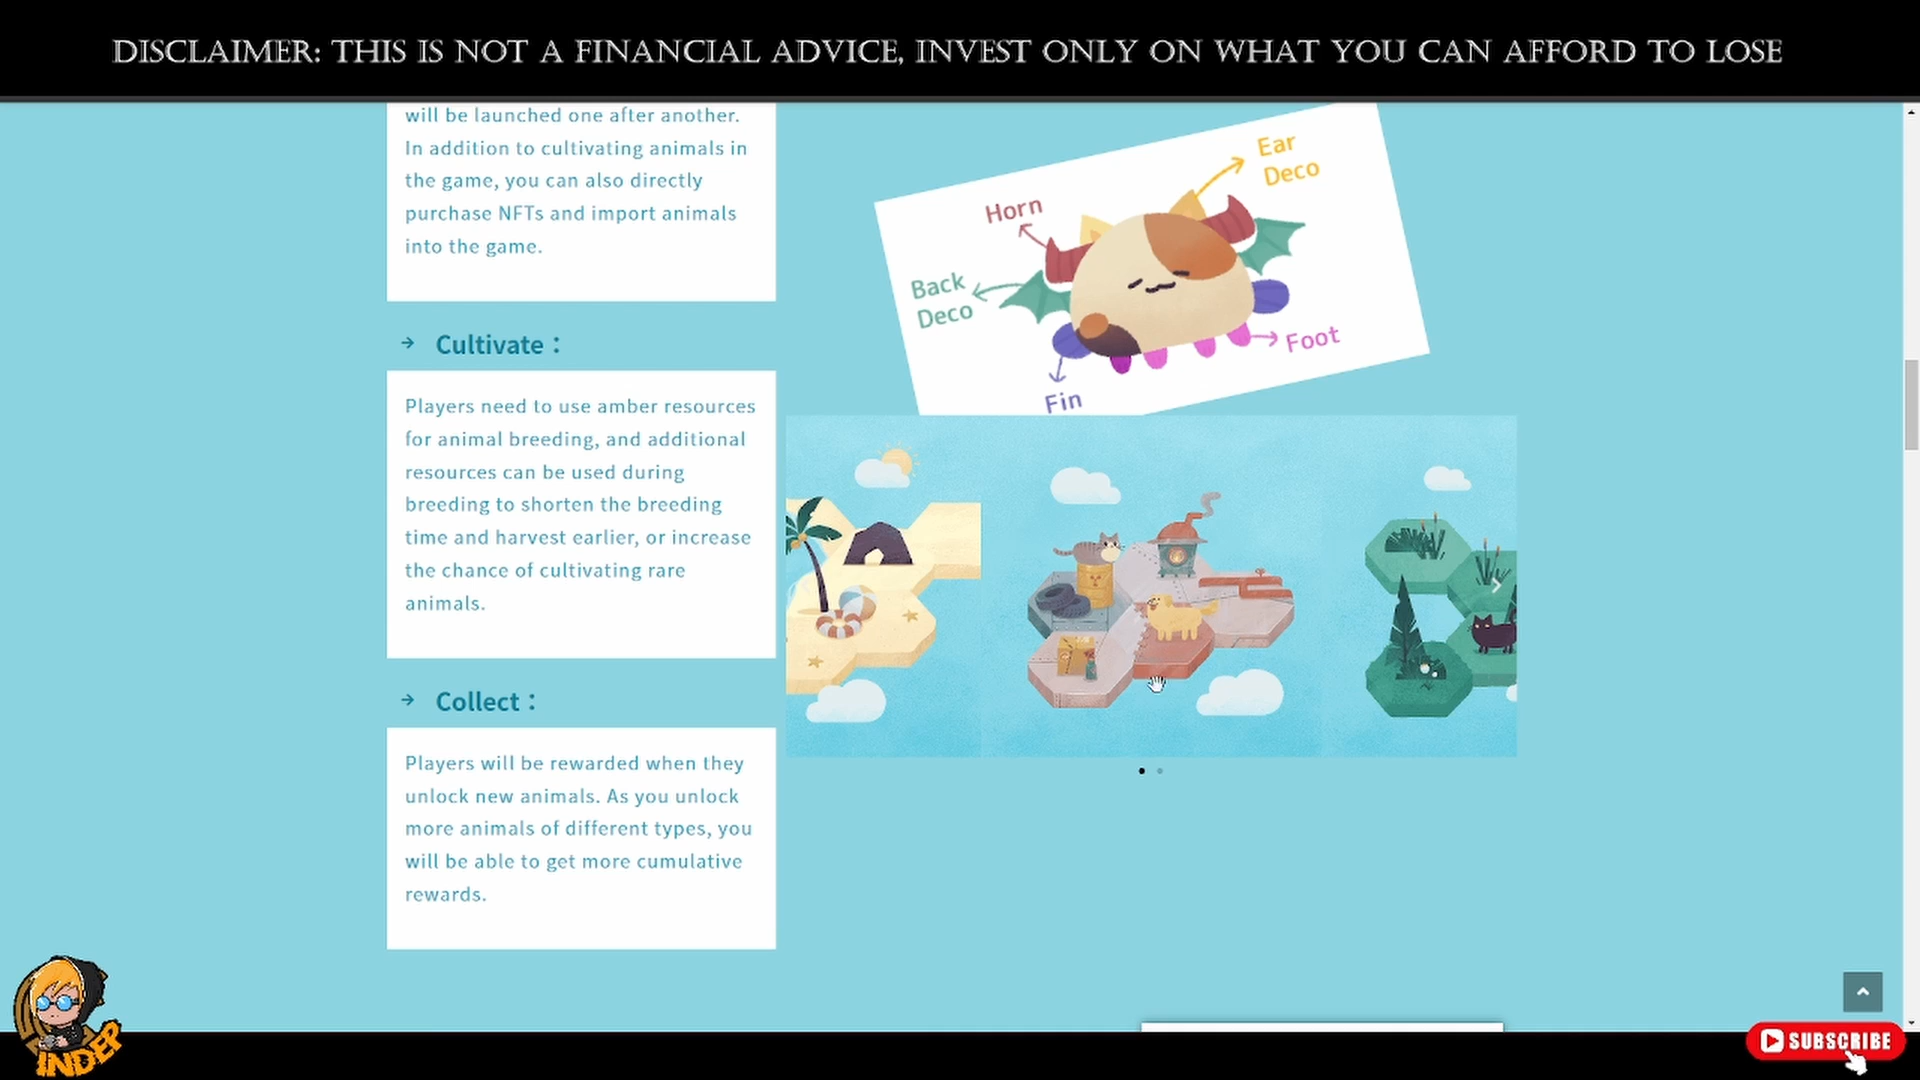 DISCLAIMER: THIS IS NOT A FINANCIAL ADVICE, INVEST ONLY ON WHAT YOU CAN AFFORD TO LOSE
will be launched one after another.
In addition to cultivating animals in
the game, you can also directly
purchase NFTs and import animals
into the game.
Cultivate：
Players need to use amber resources
for animal breeding, and additional
resources can be used during
breeding to shorten the breeding
time and harvest earlier, or increase
the chance of cultivating rare
animals.
Collect：
Players will be rewarded when they
unlock new animals. As you unlock
more animals of different types, you
will be able to get more cumulative
rewards.
Ear
Deco
Horn
Back
Deco
Foot
Fin
INDEP
SUBSCRIBE